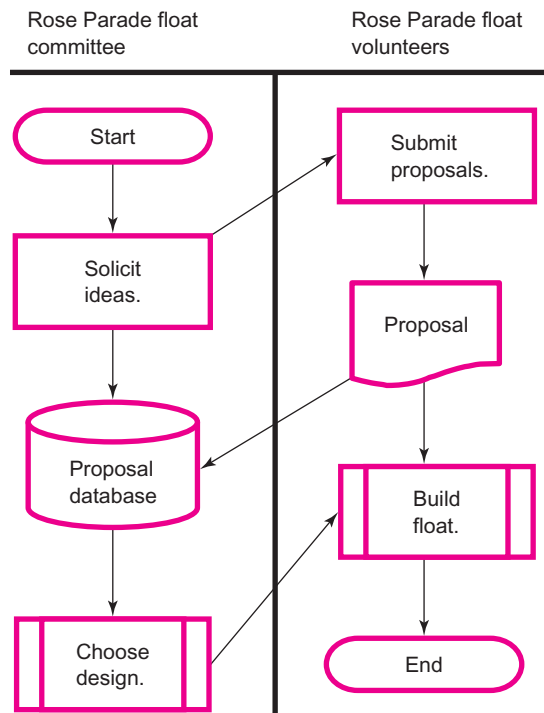 Rose Parade float
committee
Rose Parade float
volunteers
Start
Submit
proposals.
Solicit
ideas.
Proposal
Proposal
database
Build
float.
Choose
design.
End